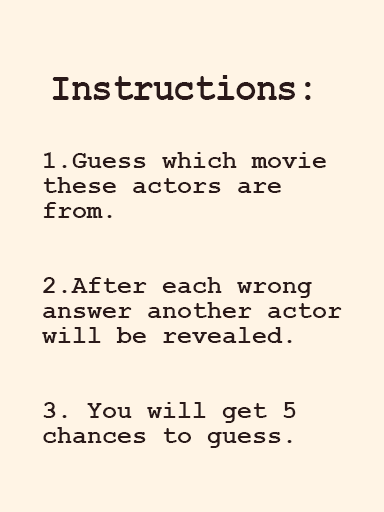 Instructions:
1.Guess which movie
these actors are
from.
2.After each wrong
answer another actor
will be revealed.
3. You will get 5
chances to guess.